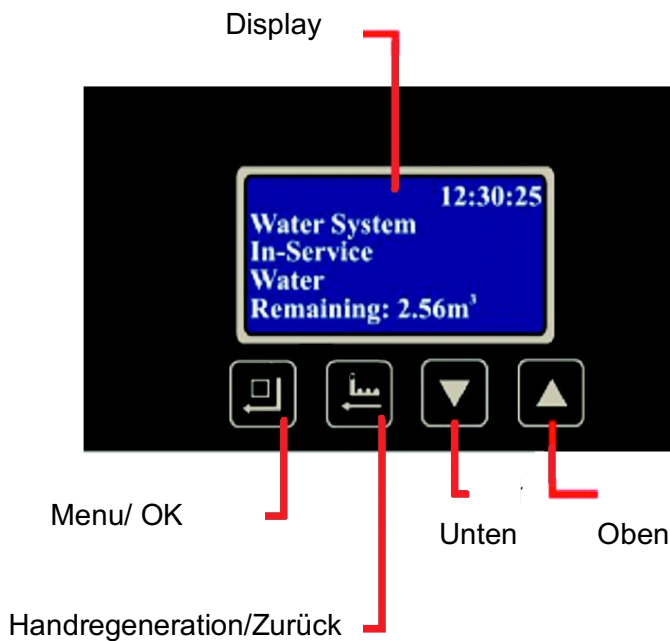 Display
12:30:25
Water System
In-Service
Water
Remaining: 2.56m³
Menu/ OK
Unten
Oben
Handregeneration/Zurück